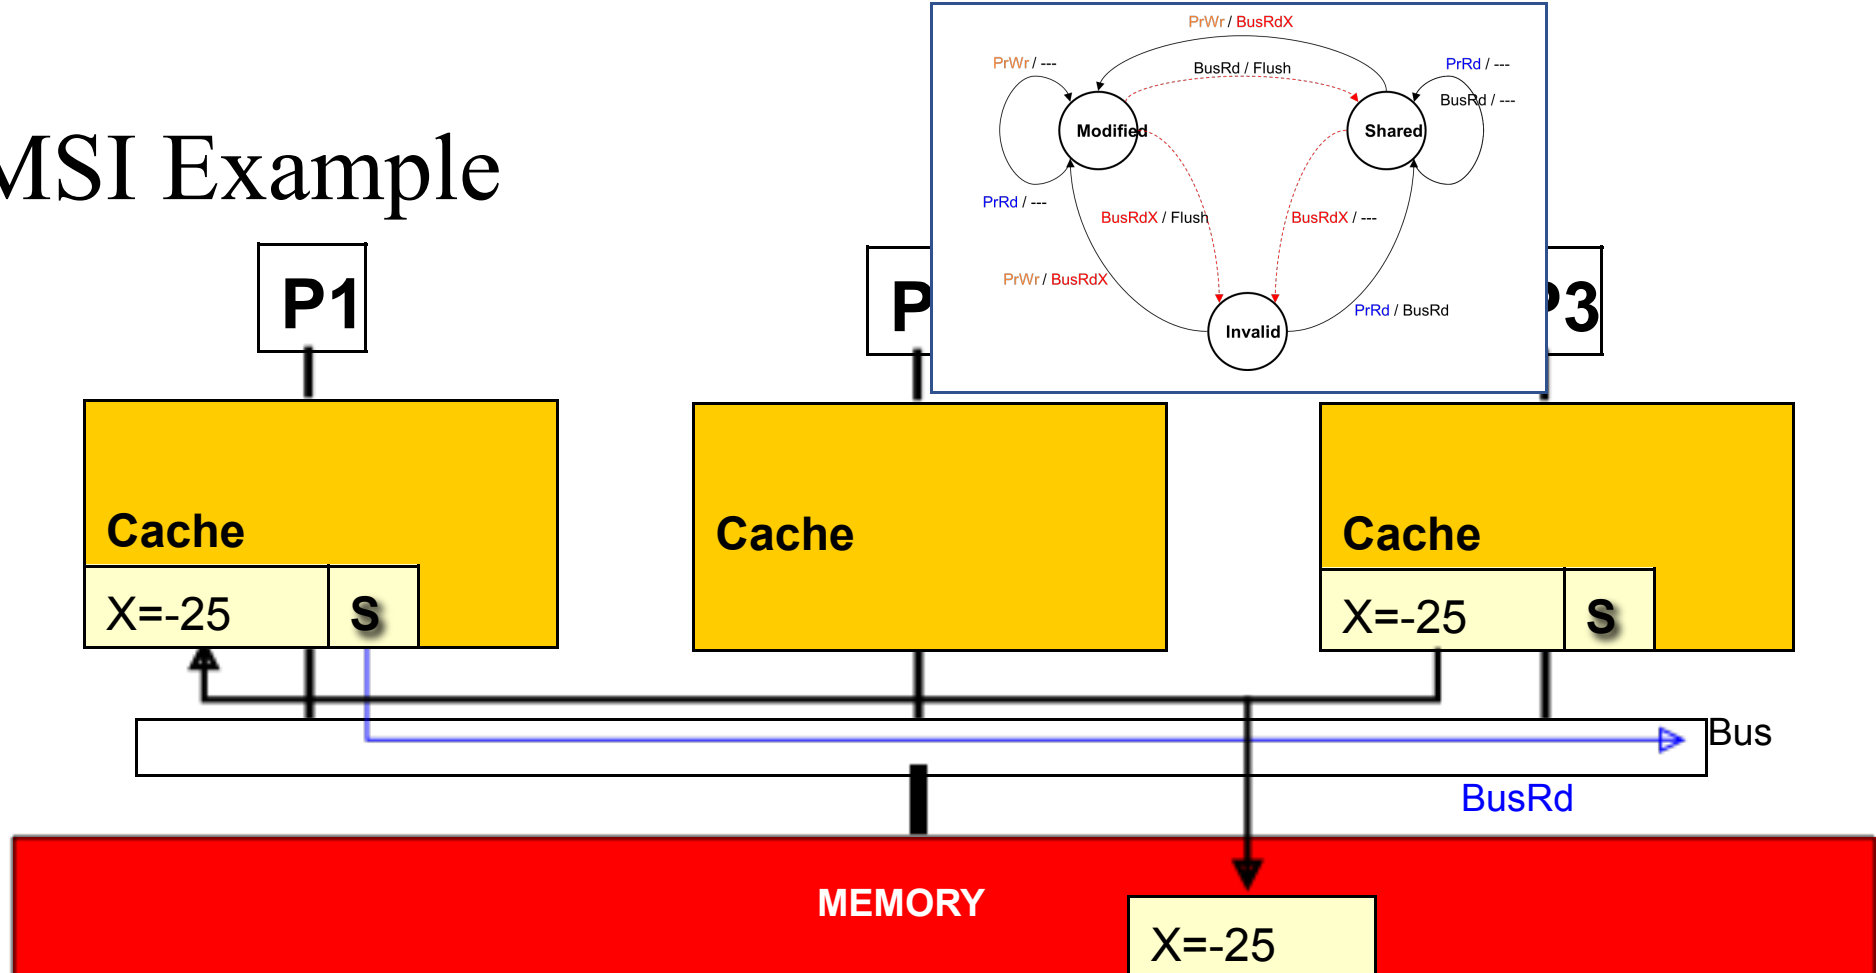 MSI Example
PrWr / BusRdX
PrWr / ---
BusRd / Flush
PrRd / ---
BusRd / ---
Modified
Shared
PrRd / ---
BusRdX / Flush
BusRdX / ---
PrWr / BusRdX
PrRd / BusRd
Invalid
P1
P
P3
Cache
Cache
Cache
X=-25
S
X=-25
S
Bus
BusRd
MEMORY
X=-25